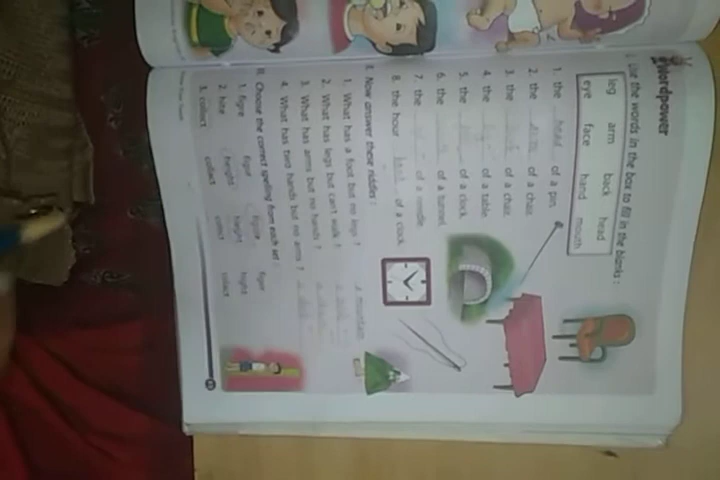 Wordpower
I. Use the words in the box to fill in the blanks :
leg arm back head
eye face hand mouth
1. the head of a pin.
2. the of a chair.
3. the of a chair.
4. the of a table.
5. the of a clock.
6. the of a tunnel.
7. the of a needle.
8. the hour hand of a clock.
II. Now answer these riddles :
1. What has a foot but no legs ? a mountain
2. What has legs but can't walk ? a
3. What has arms but no hands ? a
4. What has two hands but no arms ? a
III. Choose the correct spelling from each set :
1. figre figur figure figar
2. hite height hieght hight
3. collect collect